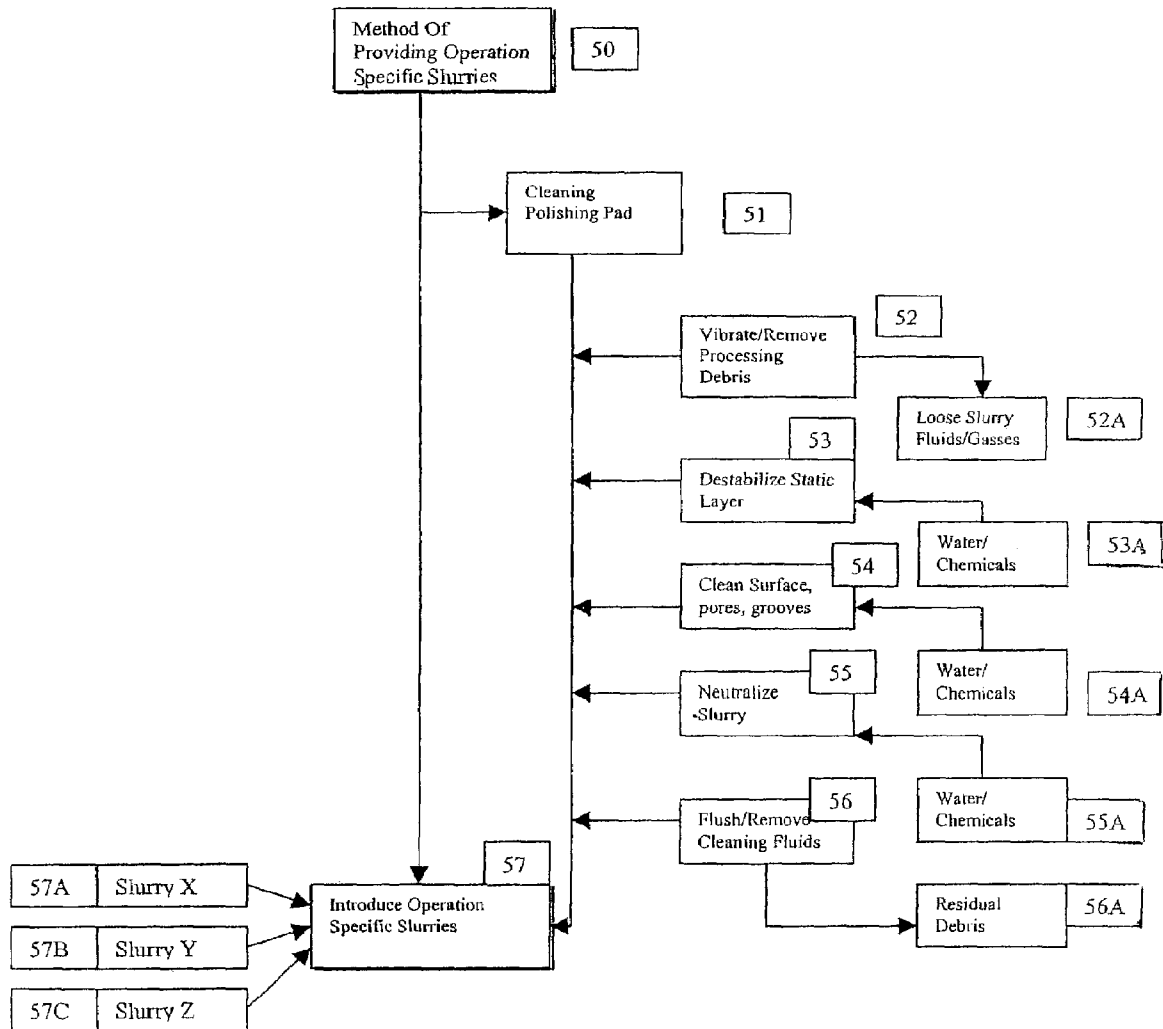 Method Of
Providing Operation
Specific Slurries
50
Cleaning
Polishing Pad
51
52
Vibrate/Remove
Processing
Debris
Loose Slurry
Fluids/Gasses
52A
53
Destabilize Static
Layer
Water/
Chemicals
53A
54
Clean Surface,
pores, grooves
Water/
Chemicals
54A
55
Neutralize
Slurry
Water/
Chemicals
55A
56
Flush/Remove
Cleaning Fluids
Residual
Debris
56A
57
Introduce Operation
Specific Slurries
57A Slurry X
57B Slurry Y
57C Slurry Z